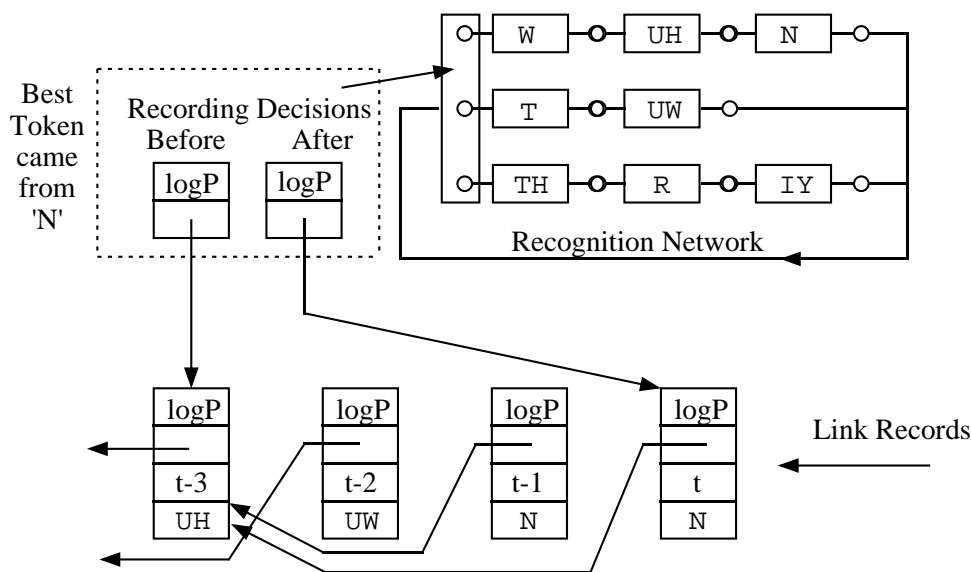 W UH N
T UW
TH R IY
Recognition Network
Best
Token
came
from
'N'
Recording Decisions
Before After
logP logP
logP logP logP logP
t-3 t-2 t-1 t
UH UW N N
Link Records